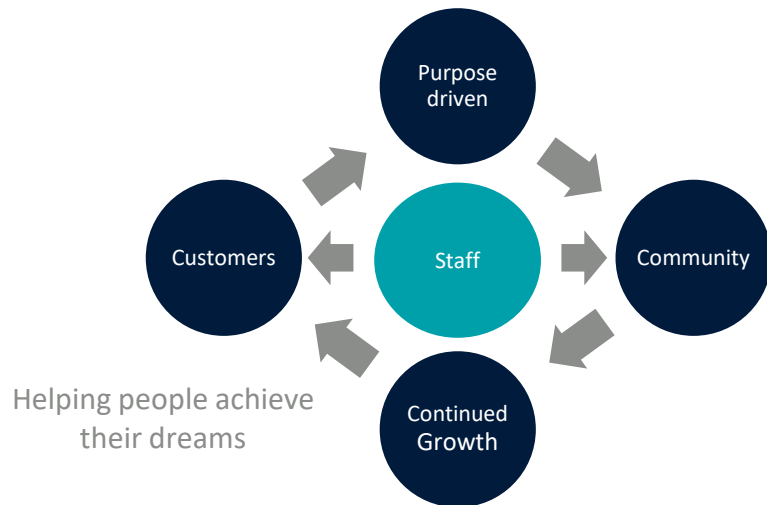 Purpose
driven
Customers
Staff
Community
Helping people achieve
their dreams
Continued
Growth